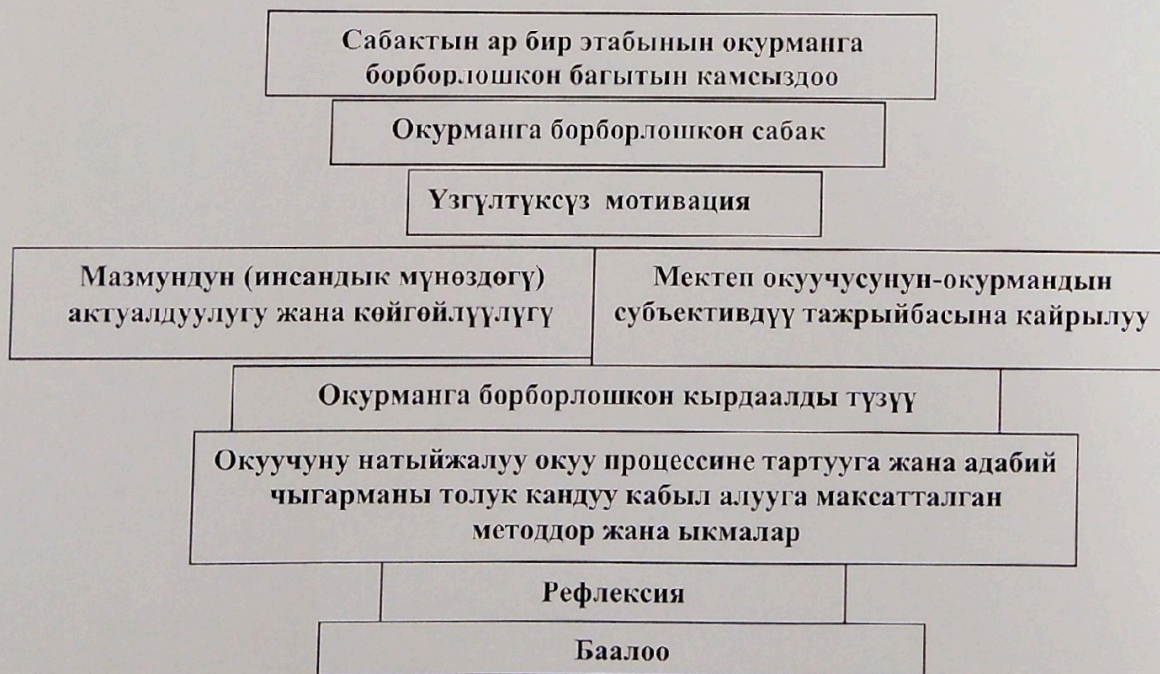 Сабактын ар бир этабынын окурманга
борборлошкон багытын камсыздоо
Окурманга борборлошкон сабак
Үзгүлтүксүз мотивация
Мазмундун (инсандык мүнөздөгү)
актуалдуулугу жана көйгөйлүүлүгү
Мектеп окуучусунун-окурмандын
субъективдүү тажрыйбасына кайрылуу
Окурманга борборлошкон кырдаалды түзүү
Окуучуну натыйжалуу окуу процессине тартууга жана адабий
чыгарманы толук кандуу кабыл алууга максатталган
методдор жана ыкмалар
Рефлексия
Баалоо